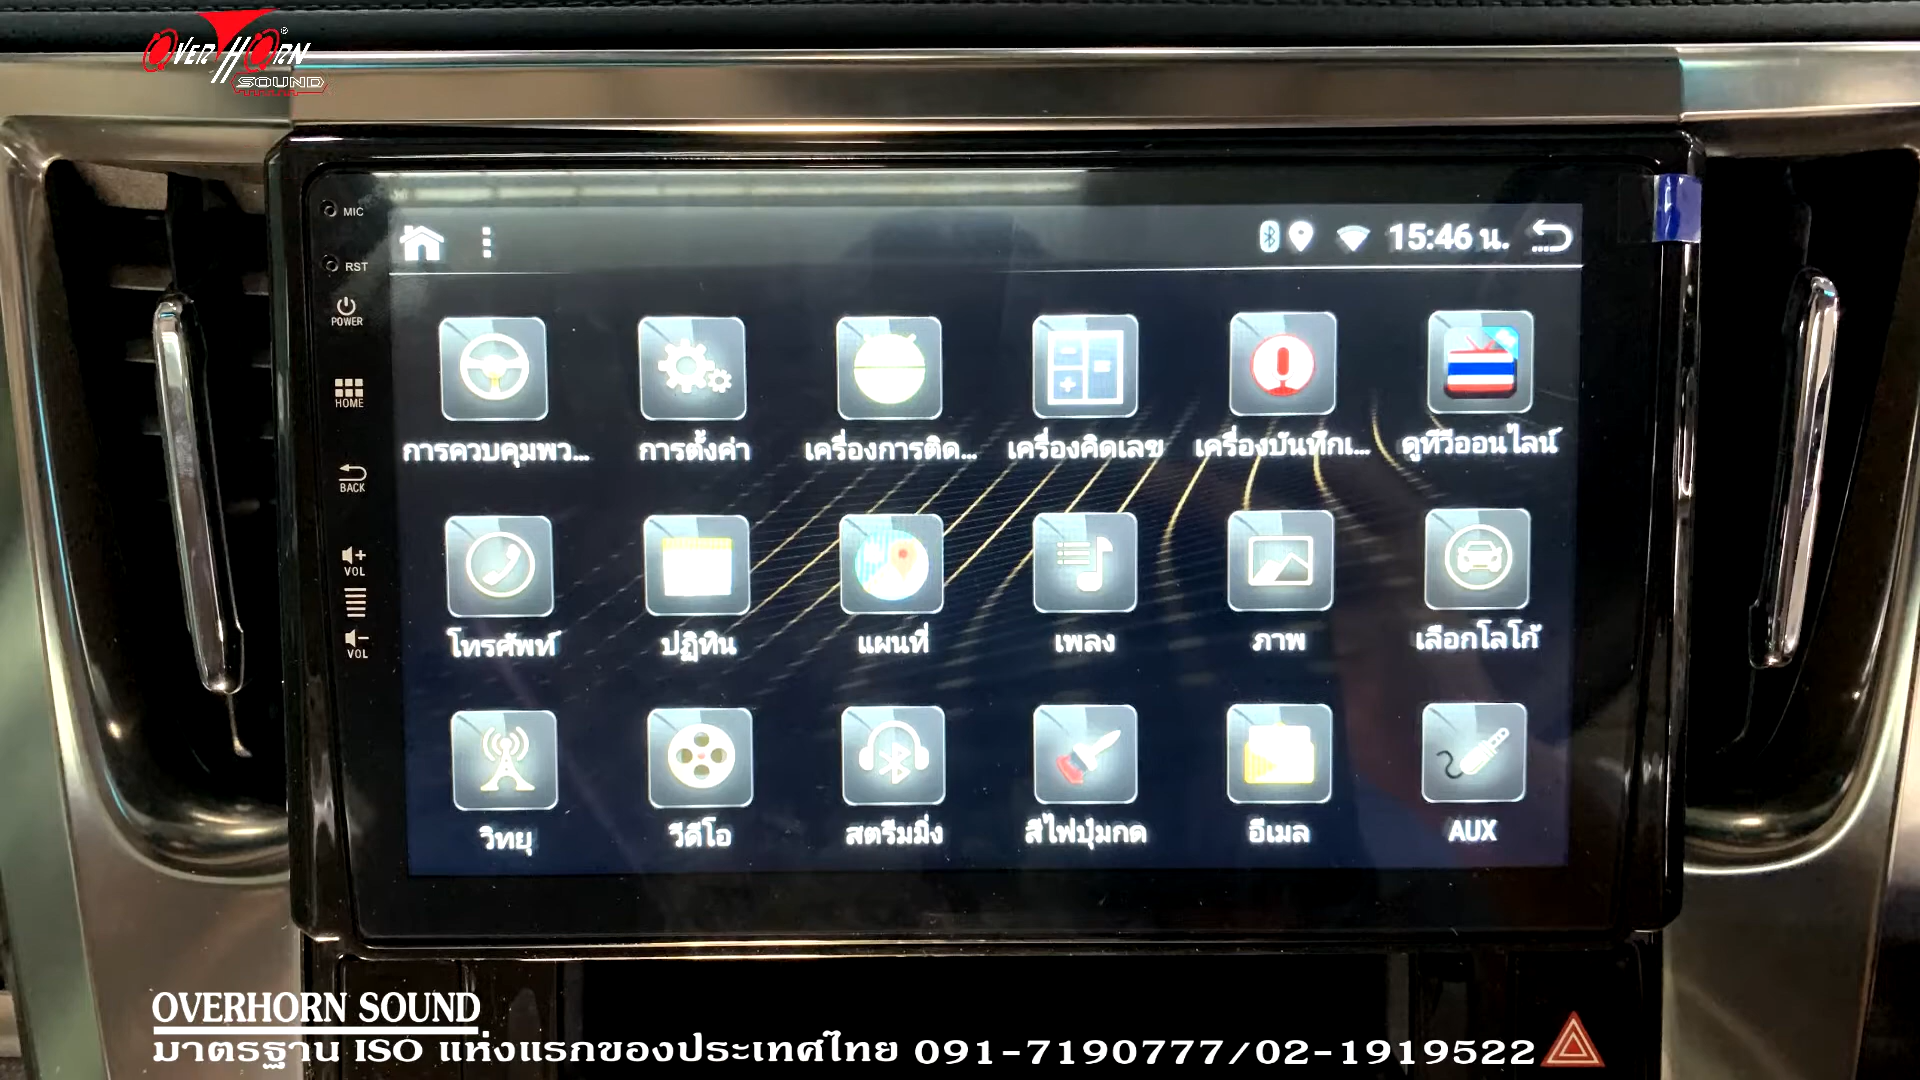 OVER HORN ®
SOUND
MIC
RST
POWER
HOME
BACK
VOL
VOL
15:46 น.
การควบคุมพว... การตั้งค่า เครื่องการติด... เครื่องคิดเลข เครื่องบันทึกเ... ดูทีวีออนไลน์
โทรศัพท์ ปฏิทิน แผนที่ เพลง ภาพ เลือกโลโก้
วิทยุ วีดีโอ สตรีมมิ่ง สีไฟปุ่มกด อีเมล AUX
OVERHORN SOUND
มาตรฐาน ISO แห่งแรกของประเทศไทย 091-7190777/02-1919522